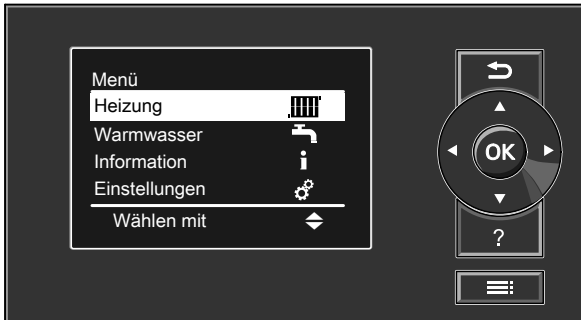 Menü
Heizung
Warmwasser
Information
Einstellungen
Wählen mit
OK
?